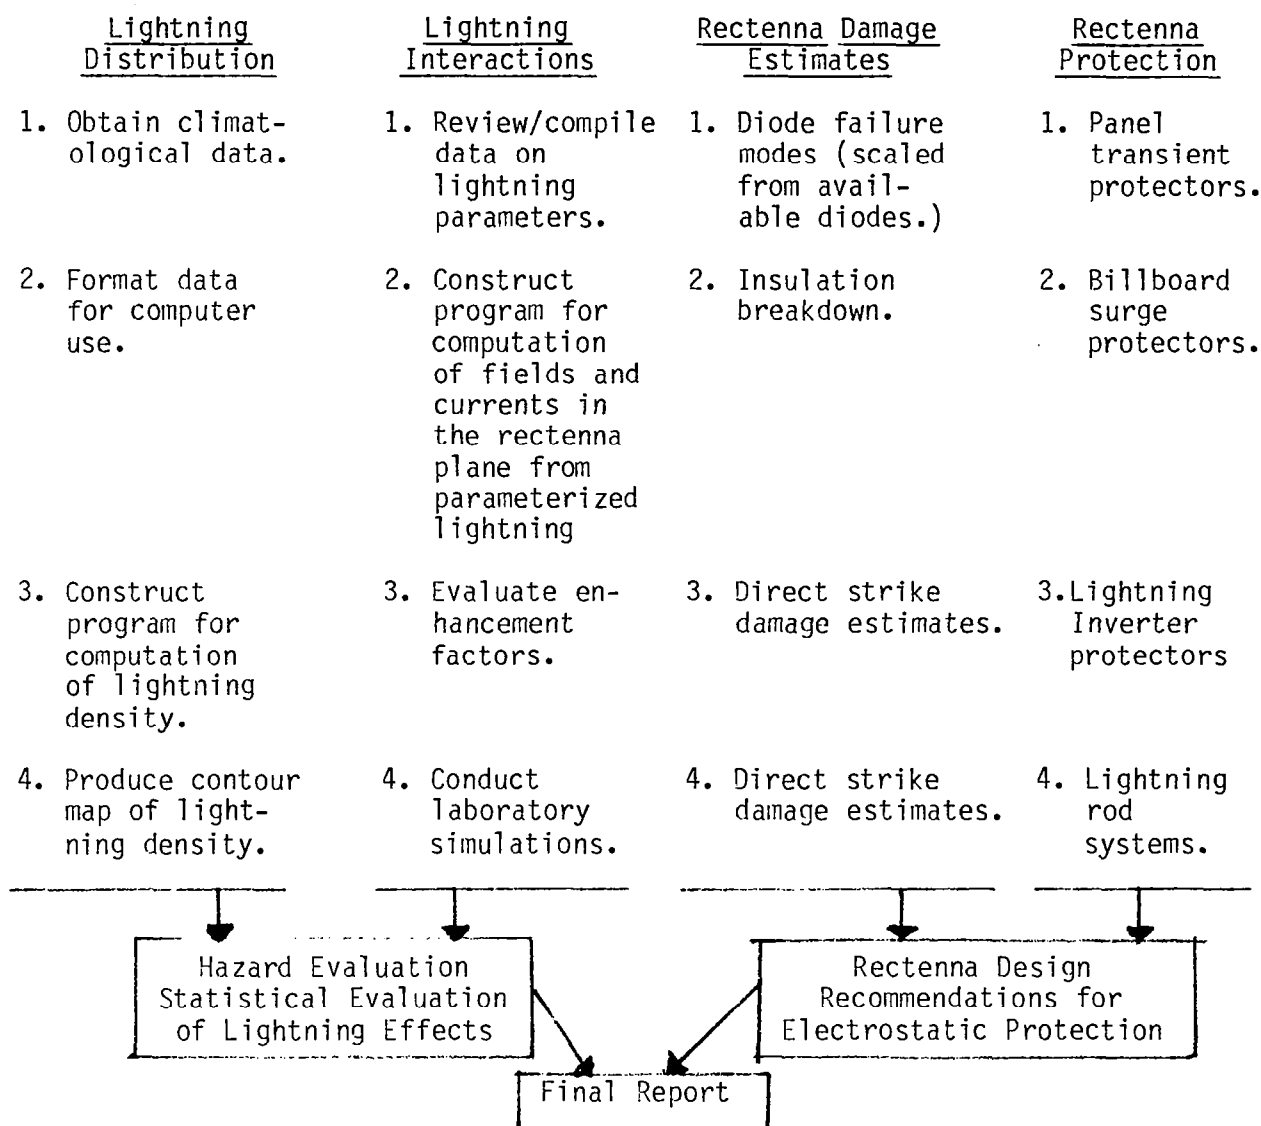 Lightning
Distribution
1. Obtain climat-
ological data.
2. Format data
for computer
use.
3. Construct
program for
computation
of lightning
density.
4. Produce contour
map of light-
ning density.
Lightning
Interactions
1. Review/compile
data on
lightning
parameters.
2. Construct
program for
computation
of fields and
currents in
the rectenna
plane from
parameterized
lightning
3. Evaluate en-
hancement
factors.
4. Conduct
laboratory
simulations.
Rectenna Damage
Estimates
1. Diode failure
modes (scaled
from avail-
able diodes.)
2. Insulation
breakdown.
3. Direct strike
damage estimates.
4. Direct strike
damage estimates.
Rectenna
Protection
1. Panel
transient
protectors.
2. Billboard
surge
protectors.
3.Lightning
Inverter
protectors
4. Lightning
rod
systems.
Hazard Evaluation
Statistical Evaluation
of Lightning Effects
Rectenna Design
Recommendations for
Electrostatic Protection
Final Report